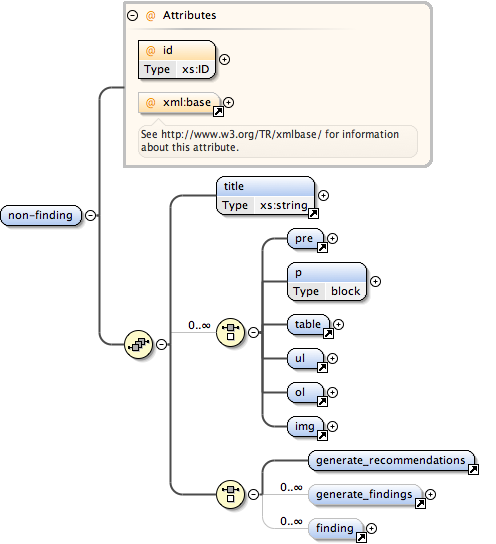 @ Attributes
@ id
Type xs:ID
@ xml:base
See http://www.w3.org/TR/xmlbase/ for information
about this attribute.
non-finding
title
Type xs:string
pre
p
Type block
0..∞
table
ul
ol
img
generate_recommendations
0..∞
generate_findings
0..∞
finding